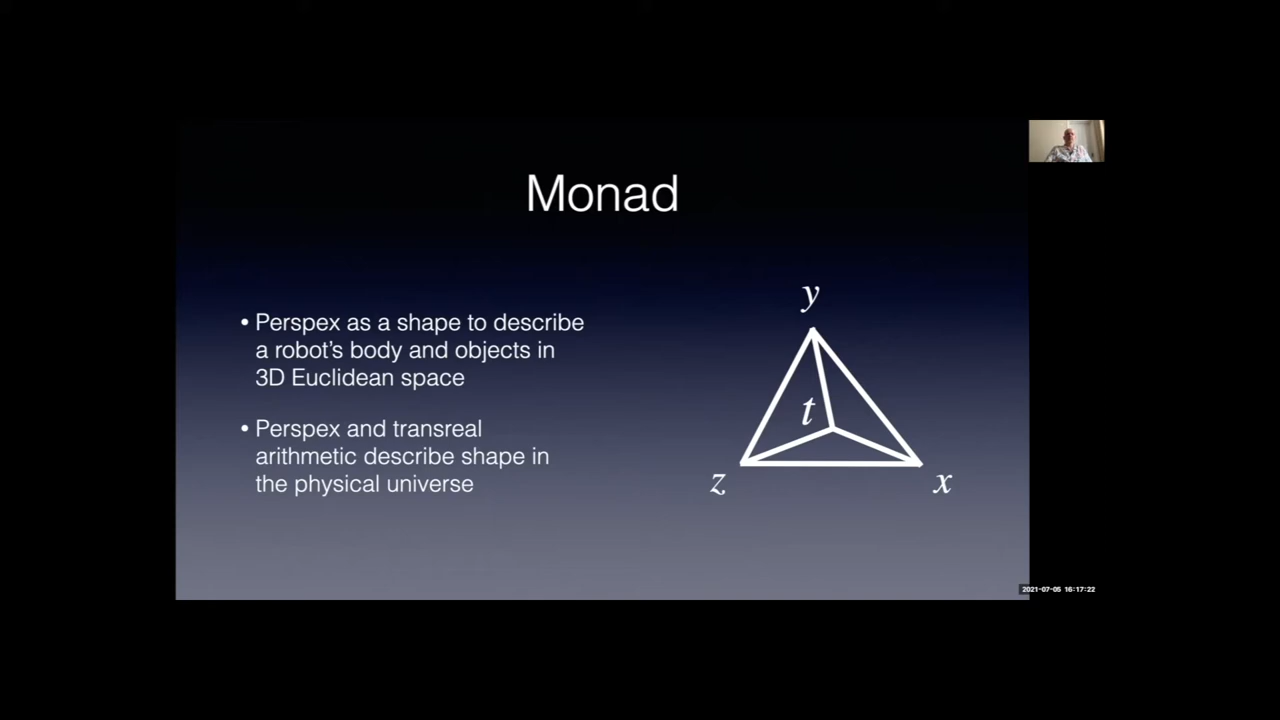 Monad
• Perspex as a shape to describe
a robot's body and objects in
3D Euclidean space
• Perspex and transreal
arithmetic describe shape in
the physical universe
y
t
z
x
2021-07-05 16:17:22